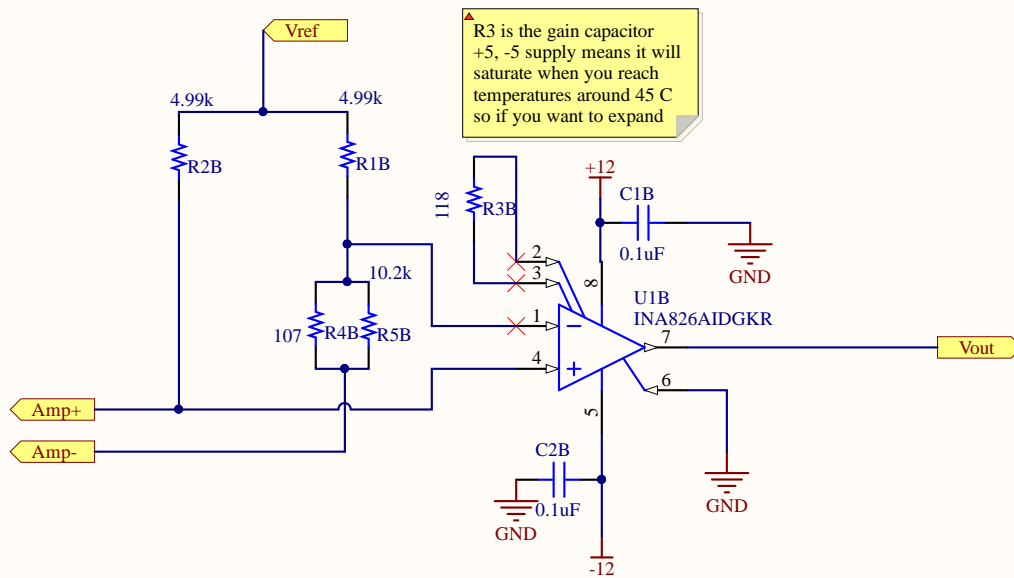 Vref
R3 is the gain capacitor
+5, -5 supply means it will
saturate when you reach
temperatures around 45 C
so if you want to expand
4.99k
4.99k
R2B
R1B
118
R3B
+12
C1B
0.1uF
GND
10.2k
107
R4B
R5B
2
3
1
4
8
5
7
6
U1B
INA826AIDGKR
Vout
Amp+
Amp-
C2B
0.1uF
GND
GND
-12